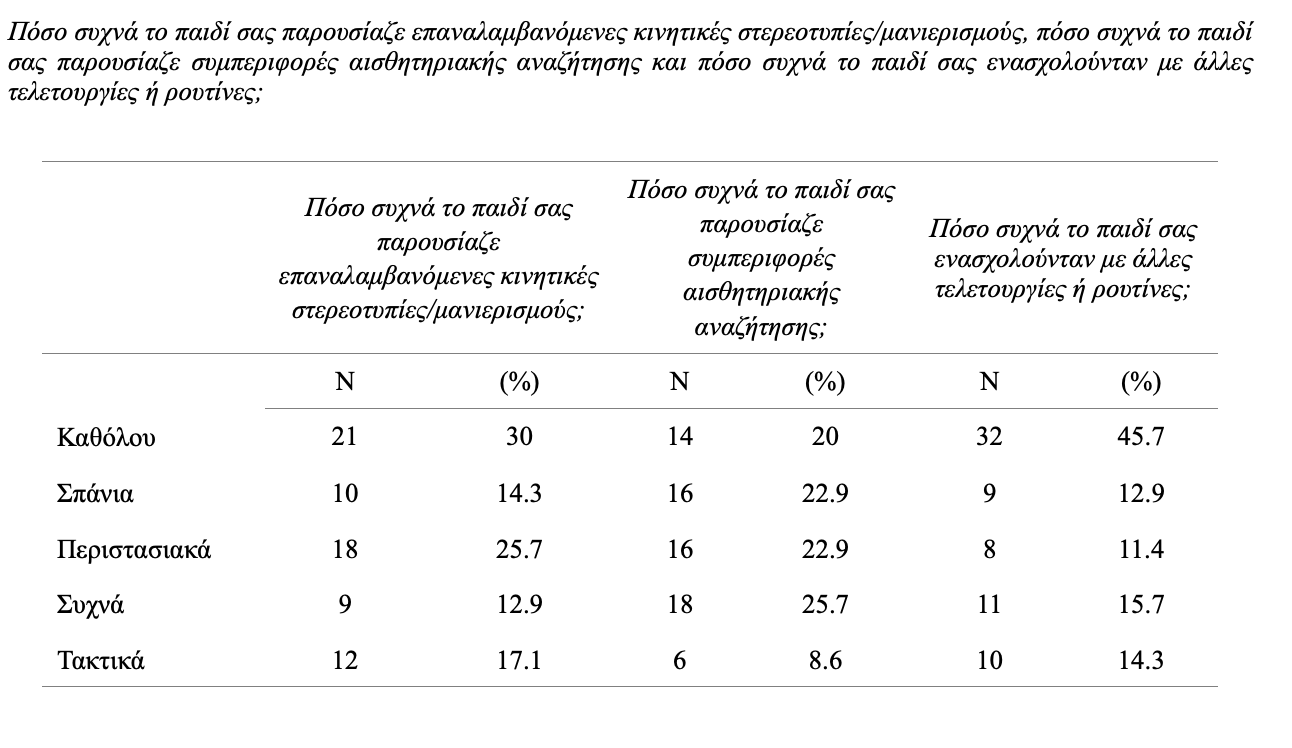 Πόσο συχνά το παιδί σας παρουσίαζε επαναλαμβανόμενες κινητικές στερεοτυπίες/μανιερισμούς, πόσο συχνά το παιδί
σας παρουσίαζε συμπεριφορές αισθητηριακής αναζήτησης και πόσο συχνά το παιδί σας ενασχολούνταν με άλλες
τελετουργίες ή ρουτίνες;
Πόσο συχνά το παιδί σας
παρουσίαζε
επαναλαμβανόμενες κινητικές
στερεοτυπίες/μανιερισμούς;
Πόσο συχνά το παιδί σας
παρουσίαζε
συμπεριφορές
αισθητηριακής
αναζήτησης;
Πόσο συχνά το παιδί σας
ενασχολούνταν με άλλες
τελετουργίες ή ρουτίνες;
N (%) N (%) N (%)
Καθόλου 21 30 14 20 32 45.7
Σπάνια 10 14.3 16 22.9 9 12.9
Περιστασιακά 18 25.7 16 22.9 8 11.4
Συχνά 9 12.9 18 25.7 11 15.7
Τακτικά 12 17.1 6 8.6 10 14.3